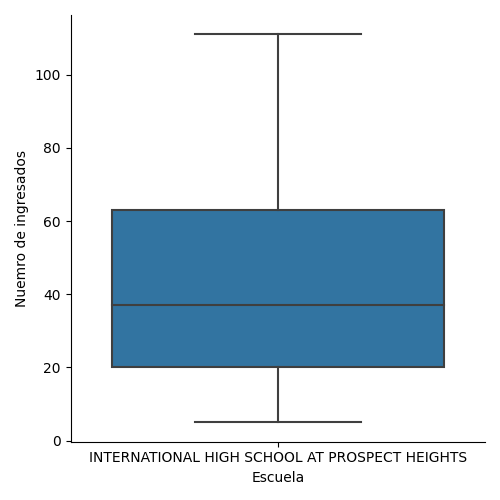 Nuemro de ingresados
100
80
60
40
20
0
INTERNATIONAL HIGH SCHOOL AT PROSPECT HEIGHTS
Escuela